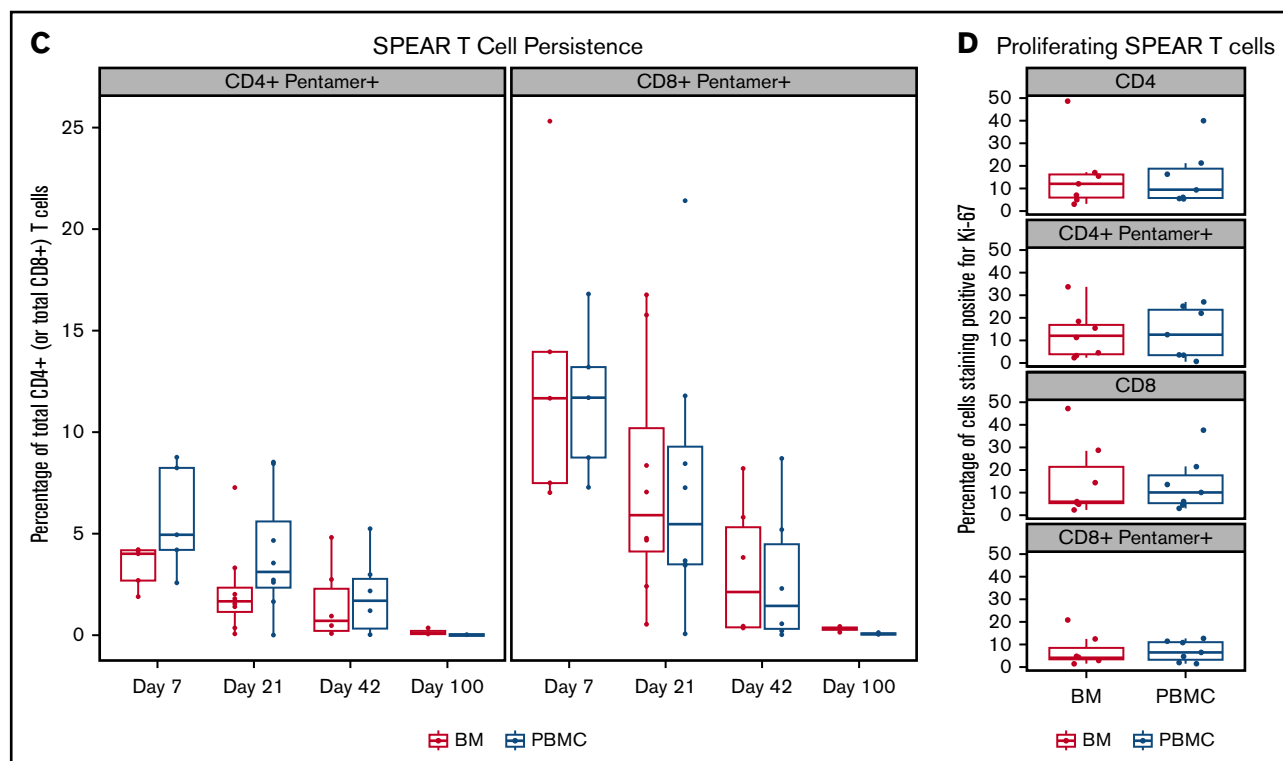 C SPEAR T Cell Persistence
CD4+ Pentamer+ CD8+ Pentamer+
Percentage of total CD4+ (or total CD8+) T cells
25
20
15
10
5
0
Day 7 Day 21 Day 42 Day 100 Day 7 Day 21 Day 42 Day 100
BM PBMC
D Proliferating SPEAR T cells
Percentage of cells staining positive for Ki-67
CD4
50
40
30
20
10
0
CD4+ Pentamer+
50
40
30
20
10
0
CD8
50
40
30
20
10
0
CD8+ Pentamer+
50
40
30
20
10
0
BM PBMC
BM PBMC